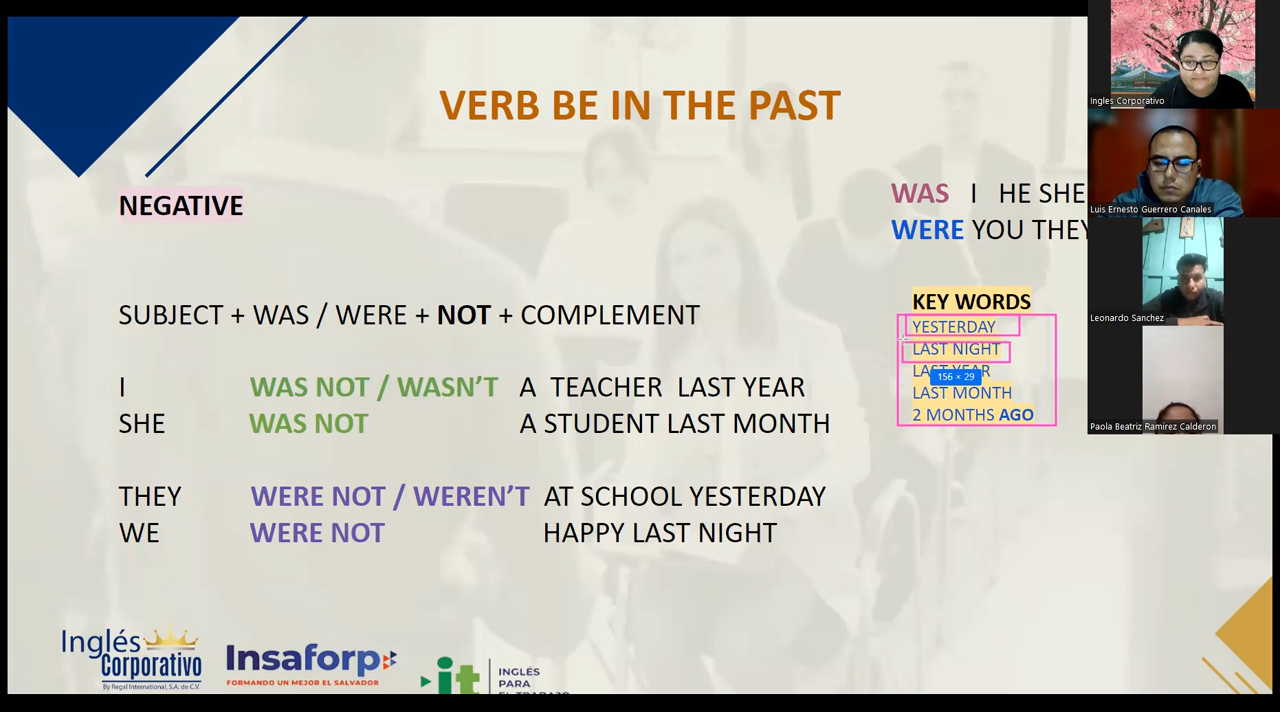 VERB BE IN THE PAST
NEGATIVE
WAS I HE SHE
WERE YOU THEY
SUBJECT + WAS / WERE + NOT + COMPLEMENT
KEY WORDS
YESTERDAY
LAST NIGHT
LAST YEAR
156 × 29
LAST MONTH
2 MONTHS AGO
I WAS NOT / WASN'T A TEACHER LAST YEAR
SHE WAS NOT A STUDENT LAST MONTH
THEY WERE NOT / WEREN'T AT SCHOOL YESTERDAY
WE WERE NOT HAPPY LAST NIGHT
Inglés
Corporativo
By Regal International, S.A. de C.V.
Insaforp
FORMANDO UN MEJOR EL SALVADOR
it
INGLÉS
PARA
EL TRABAJO
Ingles Corporativo
Luis Ernesto Guerrero Canales
Leonardo Sanchez
Paola Beatriz Ramirez Calderon